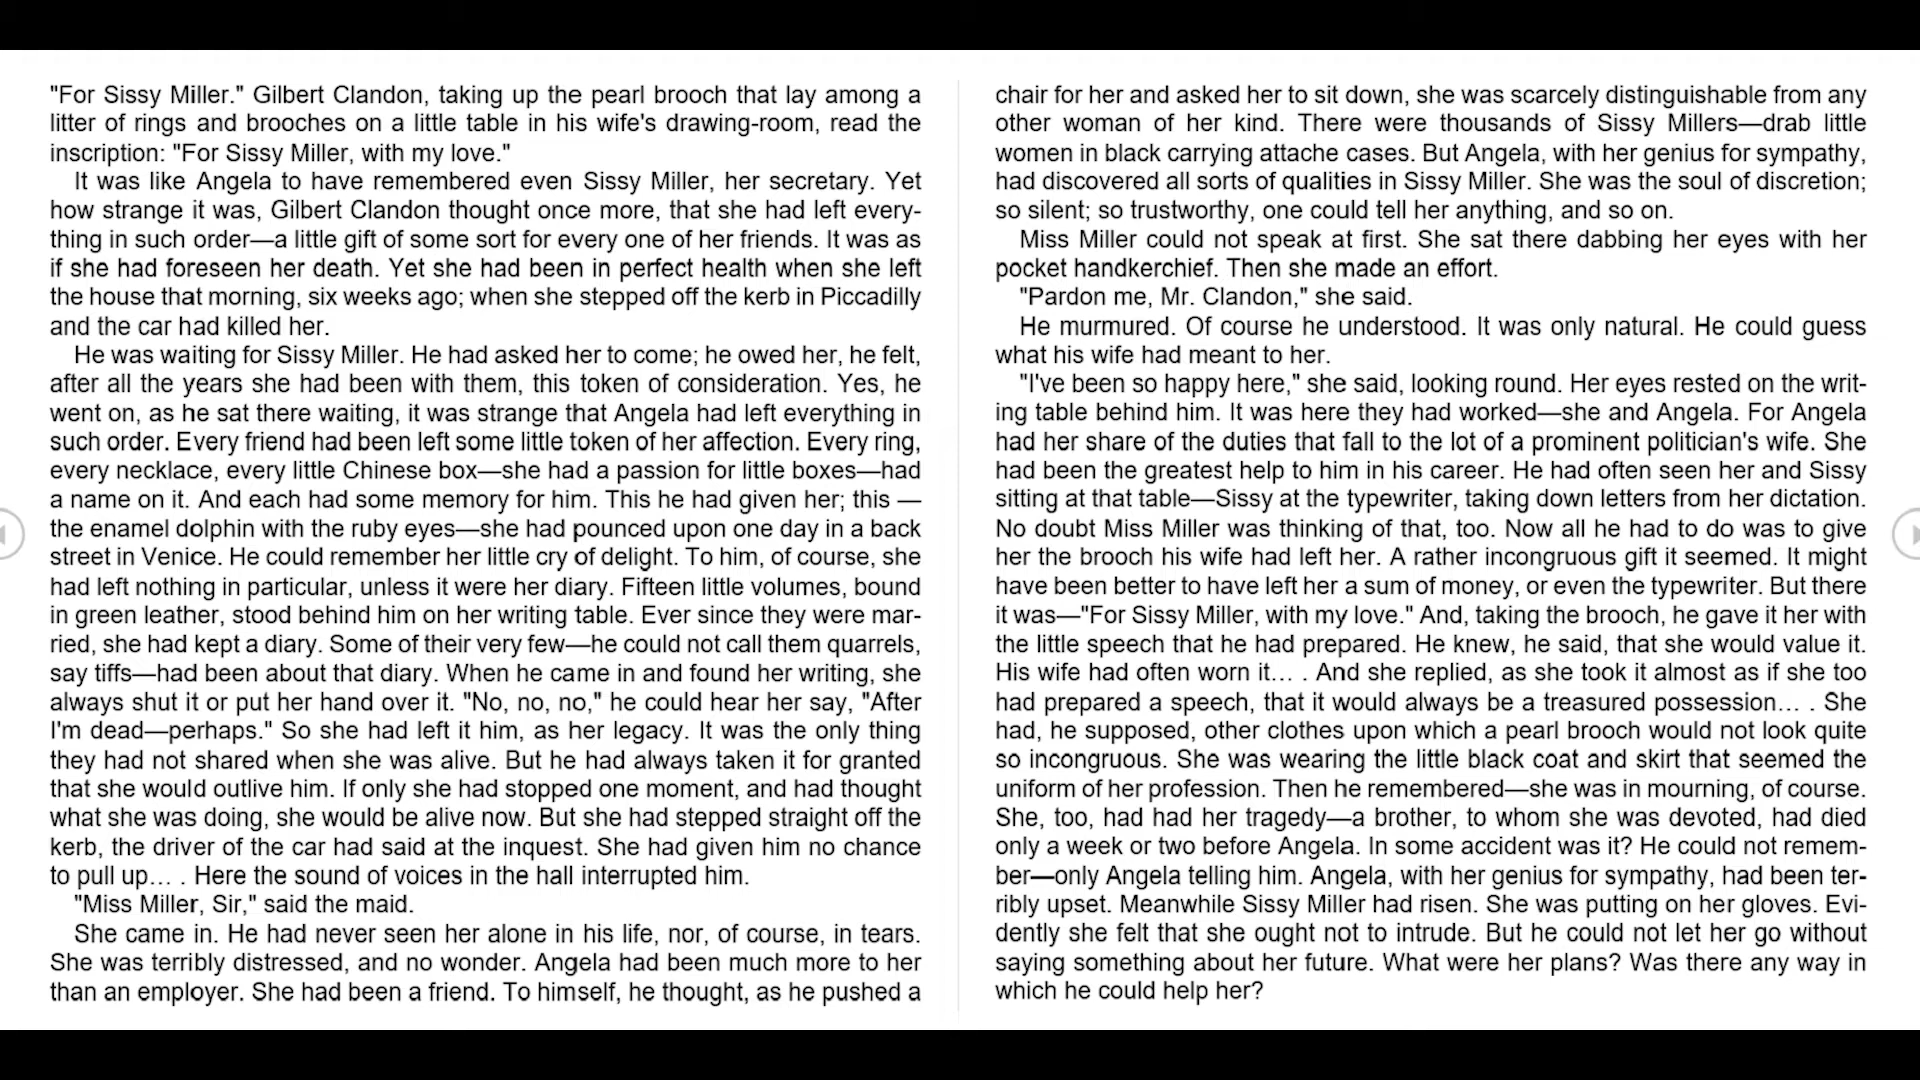 "For Sissy Miller." Gilbert Clandon, taking up the pearl brooch that lay among a
litter of rings and brooches on a little table in his wife's drawing-room, read the
inscription: "For Sissy Miller, with my love."
It was like Angela to have remembered even Sissy Miller, her secretary. Yet
how strange it was, Gilbert Clandon thought once more, that she had left every-
thing in such order—a little gift of some sort for every one of her friends. It was as
if she had foreseen her death. Yet she had been in perfect health when she left
the house that morning, six weeks ago; when she stepped off the kerb in Piccadilly
and the car had killed her.
He was waiting for Sissy Miller. He had asked her to come; he owed her, he felt,
after all the years she had been with them, this token of consideration. Yes, he
went on, as he sat there waiting, it was strange that Angela had left everything in
such order. Every friend had been left some little token of her affection. Every ring,
every necklace, every little Chinese box—she had a passion for little boxes—had
a name on it. And each had some memory for him. This he had given her; this —
the enamel dolphin with the ruby eyes—she had pounced upon one day in a back
street in Venice. He could remember her little cry of delight. To him, of course, she
had left nothing in particular, unless it were her diary. Fifteen little volumes, bound
in green leather, stood behind him on her writing table. Ever since they were mar-
ried, she had kept a diary. Some of their very few—he could not call them quarrels,
say tiffs—had been about that diary. When he came in and found her writing, she
always shut it or put her hand over it. "No, no, no," he could hear her say, "After
I'm dead—perhaps." So she had left it him, as her legacy. It was the only thing
they had not shared when she was alive. But he had always taken it for granted
that she would outlive him. If only she had stopped one moment, and had thought
what she was doing, she would be alive now. But she had stepped straight off the
kerb, the driver of the car had said at the inquest. She had given him no chance
to pull up... . Here the sound of voices in the hall interrupted him.
"Miss Miller, Sir," said the maid.
She came in. He had never seen her alone in his life, nor, of course, in tears.
She was terribly distressed, and no wonder. Angela had been much more to her
than an employer. She had been a friend. To himself, he thought, as he pushed a
chair for her and asked her to sit down, she was scarcely distinguishable from any
other woman of her kind. There were thousands of Sissy Millers—drab little
women in black carrying attache cases. But Angela, with her genius for sympathy,
had discovered all sorts of qualities in Sissy Miller. She was the soul of discretion;
so silent; so trustworthy, one could tell her anything, and so on.
Miss Miller could not speak at first. She sat there dabbing her eyes with her
pocket handkerchief. Then she made an effort.
"Pardon me, Mr. Clandon," she said.
He murmured. Of course he understood. It was only natural. He could guess
what his wife had meant to her.
"I've been so happy here," she said, looking round. Her eyes rested on the writ-
ing table behind him. It was here they had worked—she and Angela. For Angela
had her share of the duties that fall to the lot of a prominent politician's wife. She
had been the greatest help to him in his career. He had often seen her and Sissy
sitting at that table—Sissy at the typewriter, taking down letters from her dictation.
No doubt Miss Miller was thinking of that, too. Now all he had to do was to give
her the brooch his wife had left her. A rather incongruous gift it seemed. It might
have been better to have left her a sum of money, or even the typewriter. But there
it was—"For Sissy Miller, with my love." And, taking the brooch, he gave it her with
the little speech that he had prepared. He knew, he said, that she would value it.
His wife had often worn it... . And she replied, as she took it almost as if she too
had prepared a speech, that it would always be a treasured possession... . She
had, he supposed, other clothes upon which a pearl brooch would not look quite
so incongruous. She was wearing the little black coat and skirt that seemed the
uniform of her profession. Then he remembered—she was in mourning, of course.
She, too, had had her tragedy—a brother, to whom she was devoted, had died
only a week or two before Angela. In some accident was it? He could not remem-
ber—only Angela telling him. Angela, with her genius for sympathy, had been ter-
ribly upset. Meanwhile Sissy Miller had risen. She was putting on her gloves. Evi-
dently she felt that she ought not to intrude. But he could not let her go without
saying something about her future. What were her plans? Was there any way in
which he could help her?